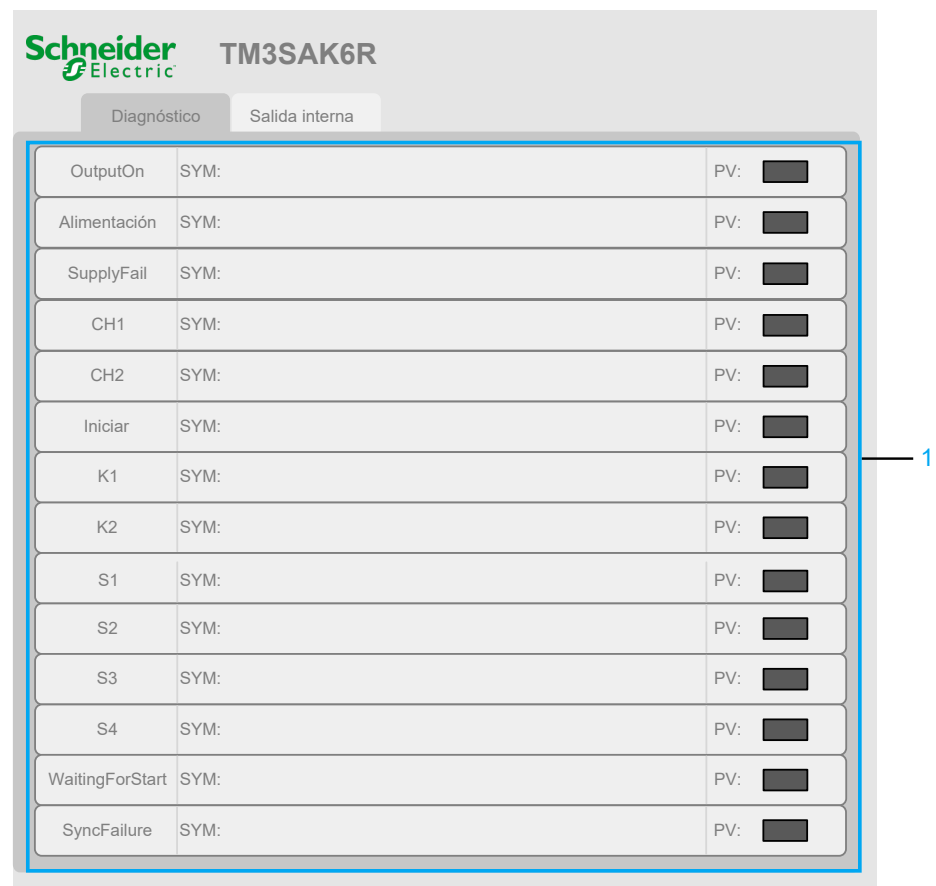 Schneider Electric TM3SAK6R
Diagnóstico Salida interna
OutputOn SYM: PV:
Alimentación SYM: PV:
SupplyFail SYM: PV:
CH1 SYM: PV:
CH2 SYM: PV:
Iniciar SYM: PV:
1
K1 SYM: PV:
K2 SYM: PV:
S1 SYM: PV:
S2 SYM: PV:
S3 SYM: PV:
S4 SYM: PV:
WaitingForStart SYM: PV:
SyncFailure SYM: PV: